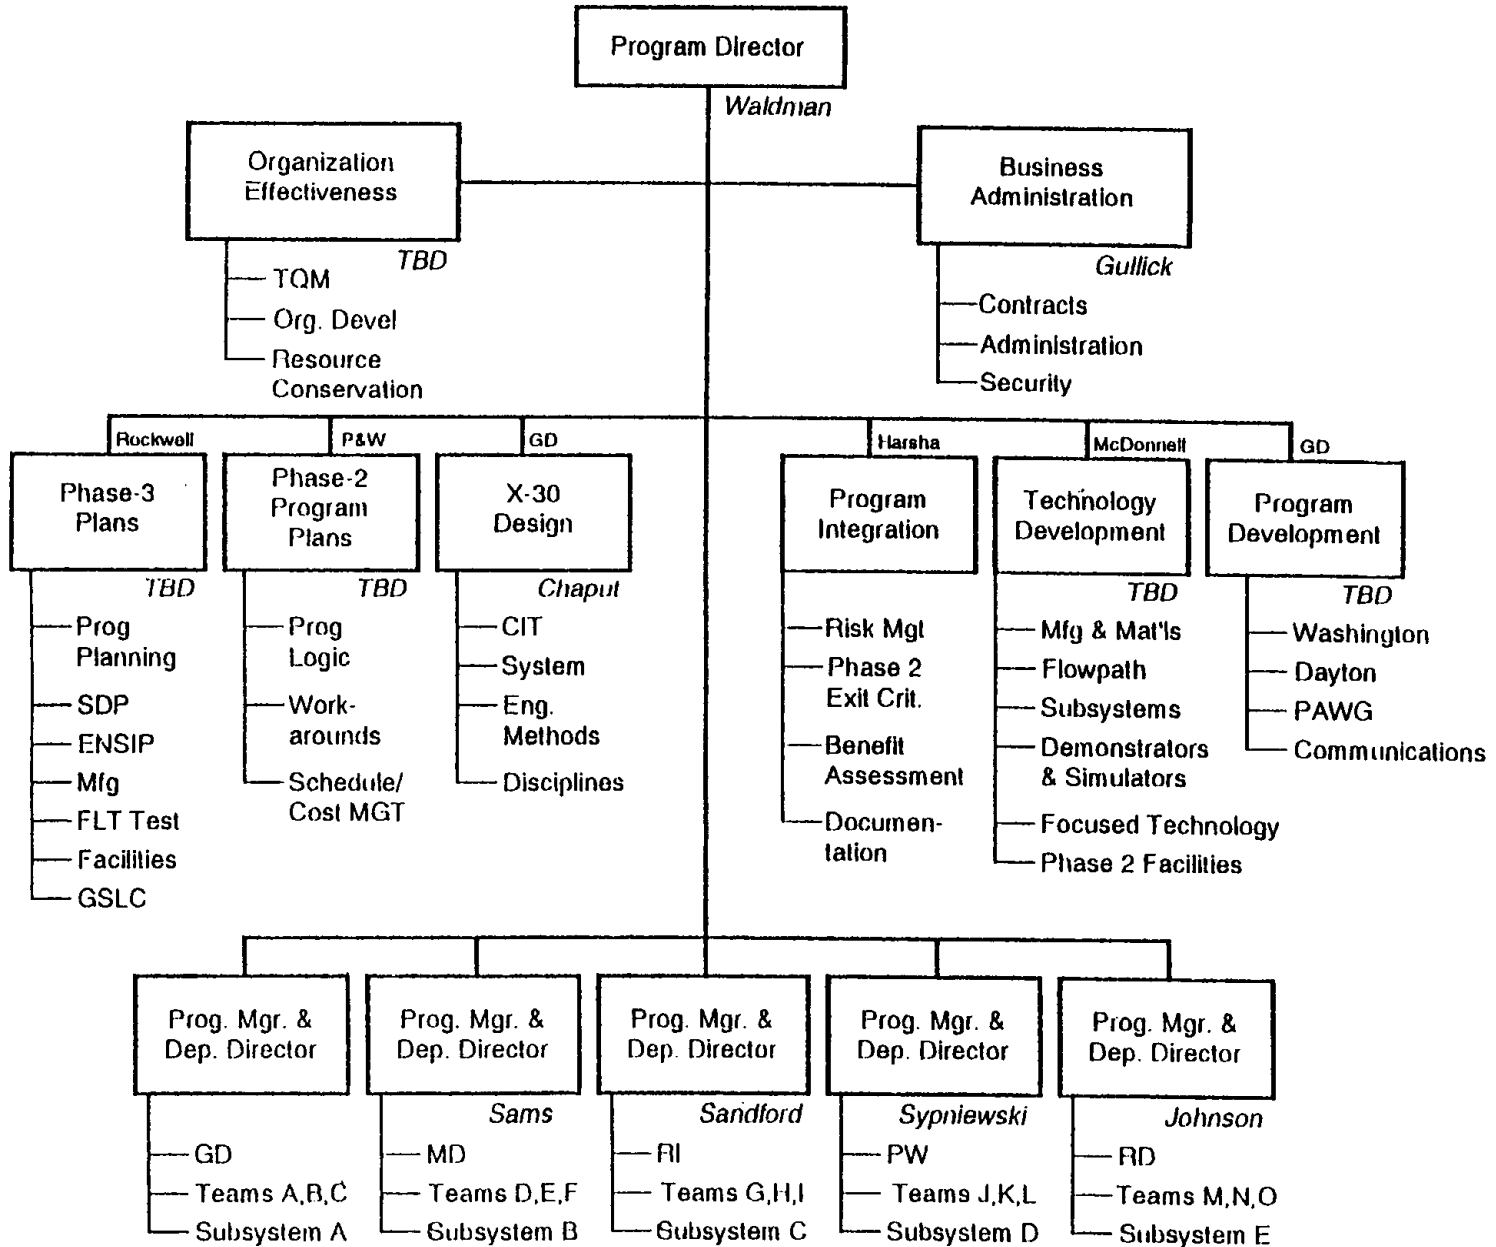 Program Director
Waldman
Organization
Effectiveness
TBD
TQM
Org. Devel
Resource
Conservation
Business
Administration
Gullick
Contracts
Administration
Security
Rockwell
Phase-3
Plans
TBD
Prog
Planning
SDP
ENSIP
Mfg
FLT Test
Facilities
GSLC
P&W
Phase-2
Program
Plans
TBD
Prog
Logic
Work-
arounds
Schedule/
Cost MGT
GD
X-30
Design
Chaput
CIT
System
Eng.
Methods
Disciplines
Harsha
Program
Integration
Risk Mgt
Phase 2
Exit Crit.
Benefit
Assessment
Documen-
tation
McDonnell
Technology
Development
TBD
Mfg & Mat'ls
Flowpath
Subsystems
Demonstrators
& Simulators
Focused Technology
Phase 2 Facilities
GD
Program
Development
TBD
Washington
Dayton
PAWG
Communications
Prog. Mgr. &
Dep. Director
GD
Teams A,B,C
Subsystem A
Prog. Mgr. &
Dep. Director
Sams
MD
Teams D,E,F
Subsystem B
Prog. Mgr. &
Dep. Director
Sandford
RI
Teams G,H,I
Subsystem C
Prog. Mgr. &
Dep. Director
Sypniewski
PW
Teams J,K,L
Subsystem D
Prog. Mgr. &
Dep. Director
Johnson
RD
Teams M,N,O
Subsystem E